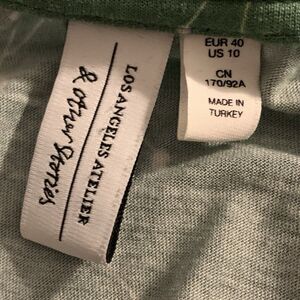 LOS ANGELES ATELIER
& other Stories
EUR 40
US 10
CN
170/92A
MADE IN
TURKEY